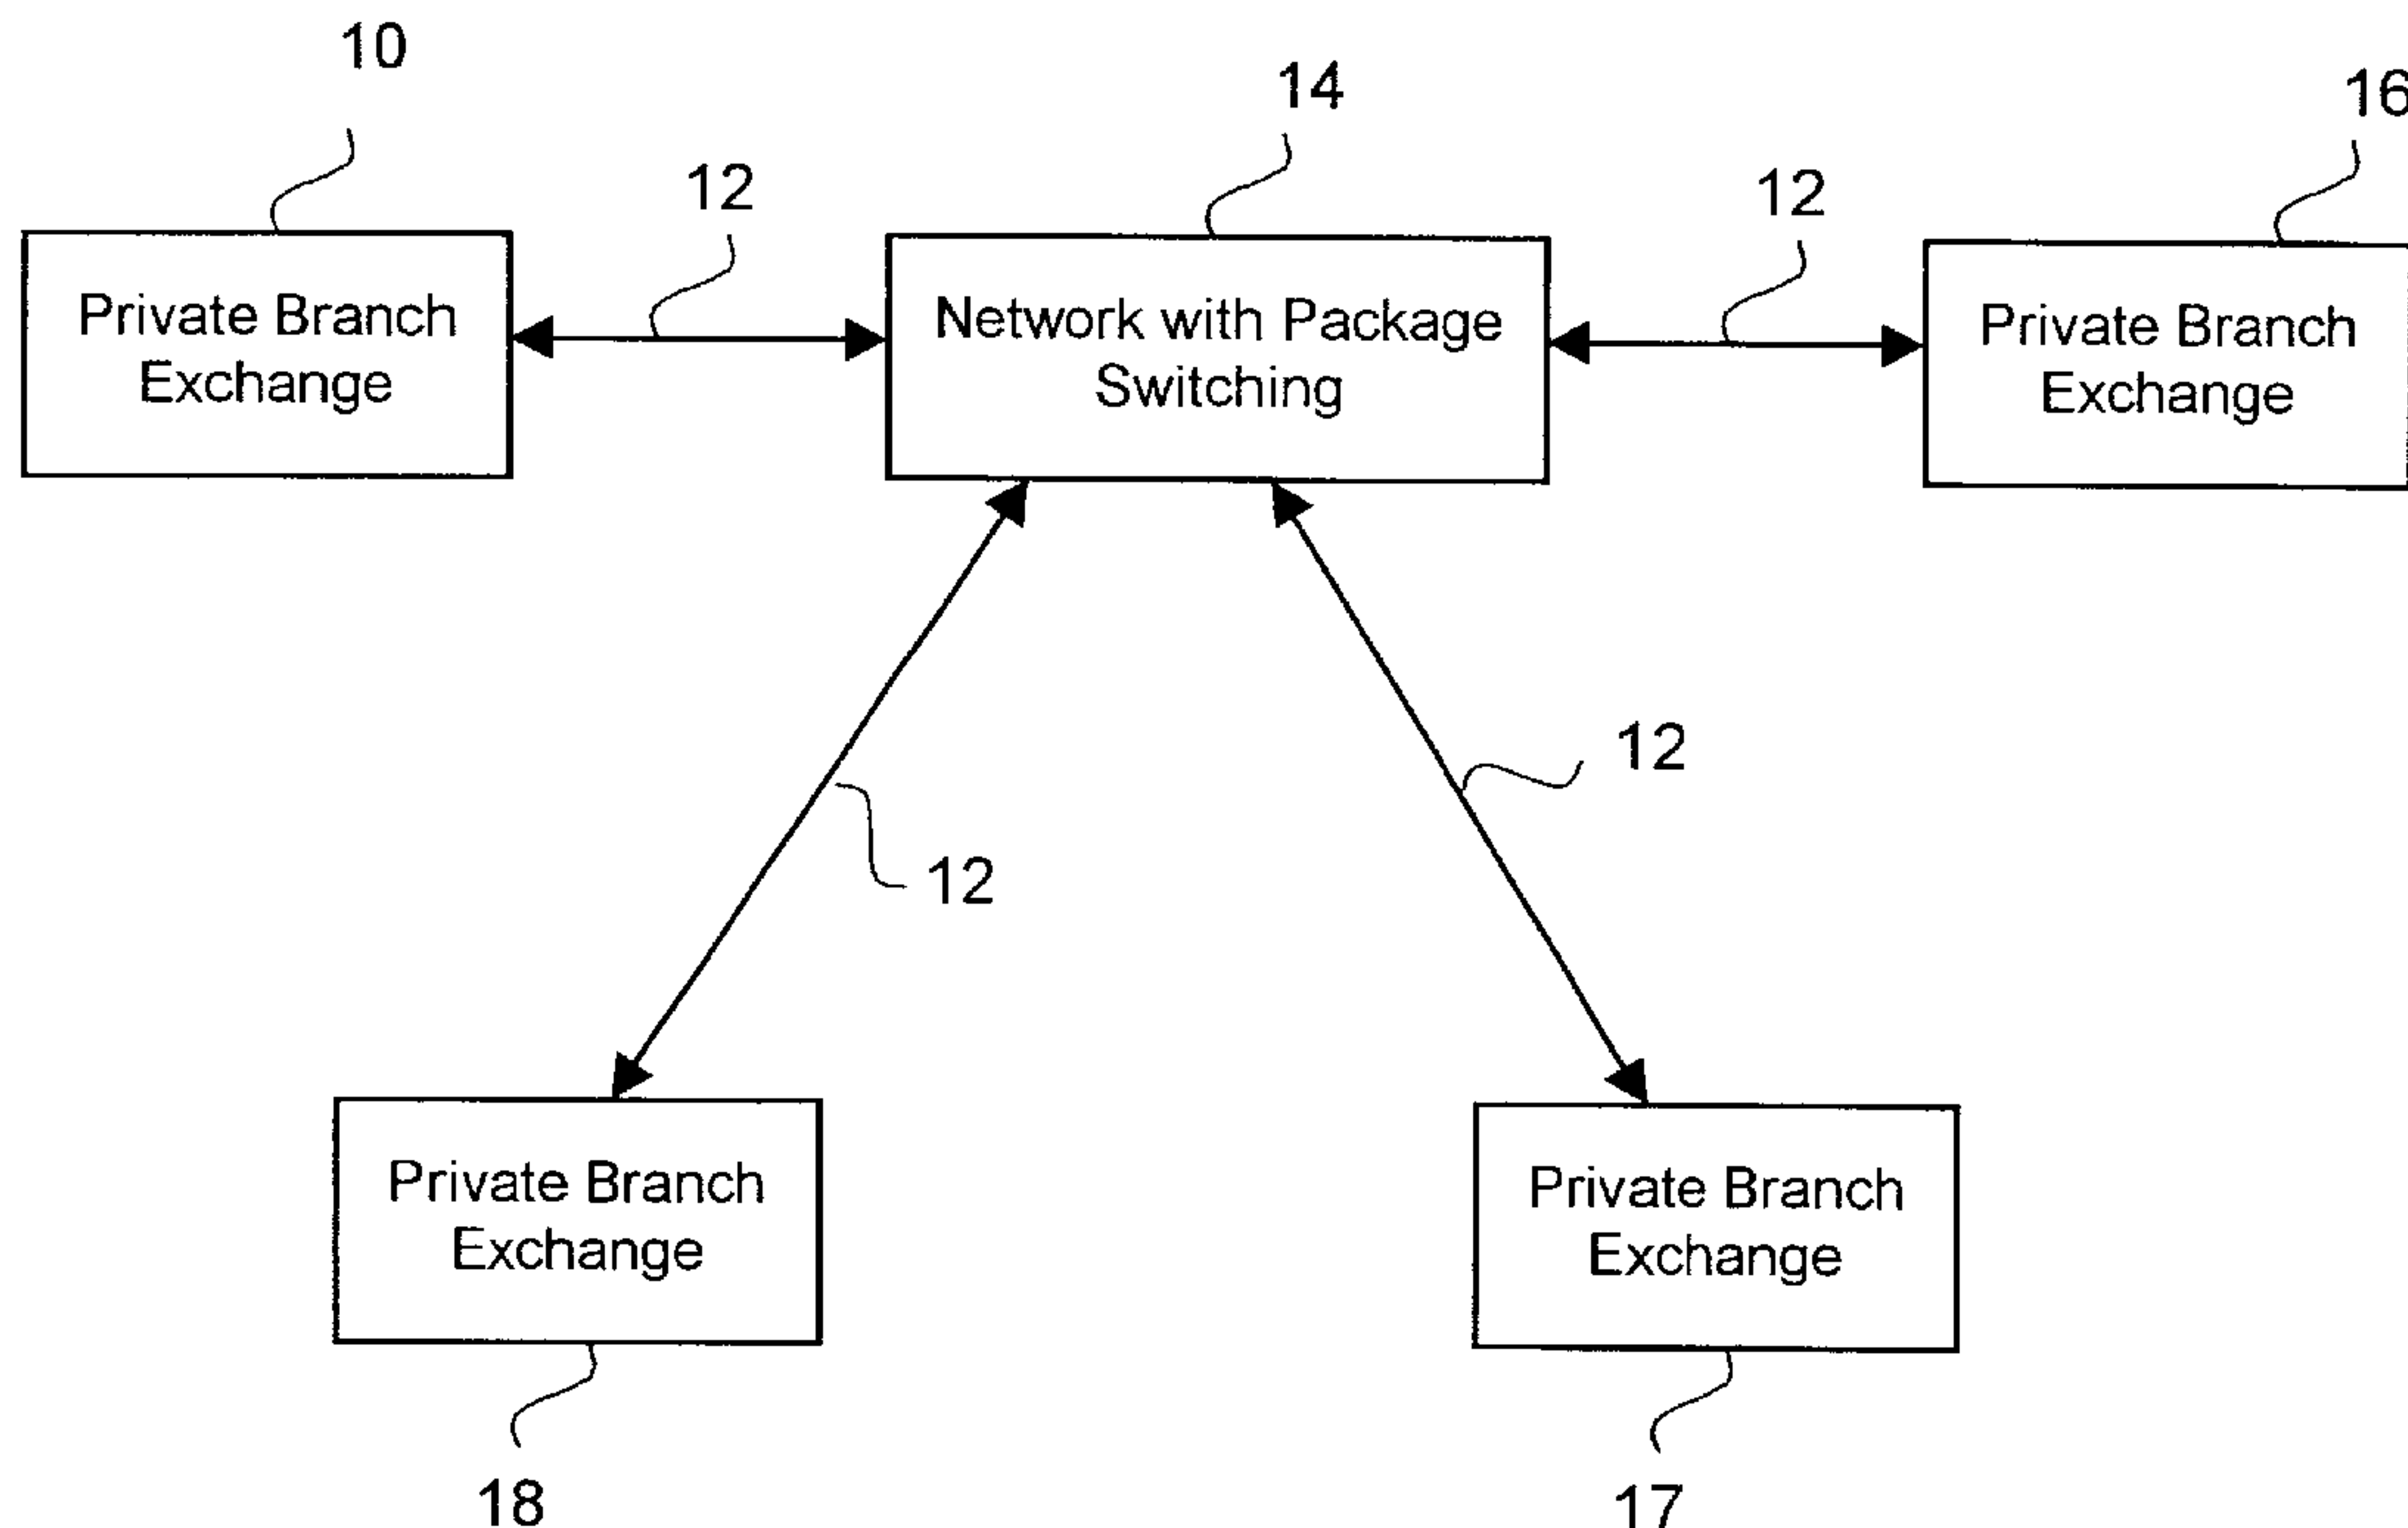 10
14
16
12
12
Private Branch
Exchange
Network with Package
Switching
Private Branch
Exchange
12
12
Private Branch
Exchange
Private Branch
Exchange
18
17